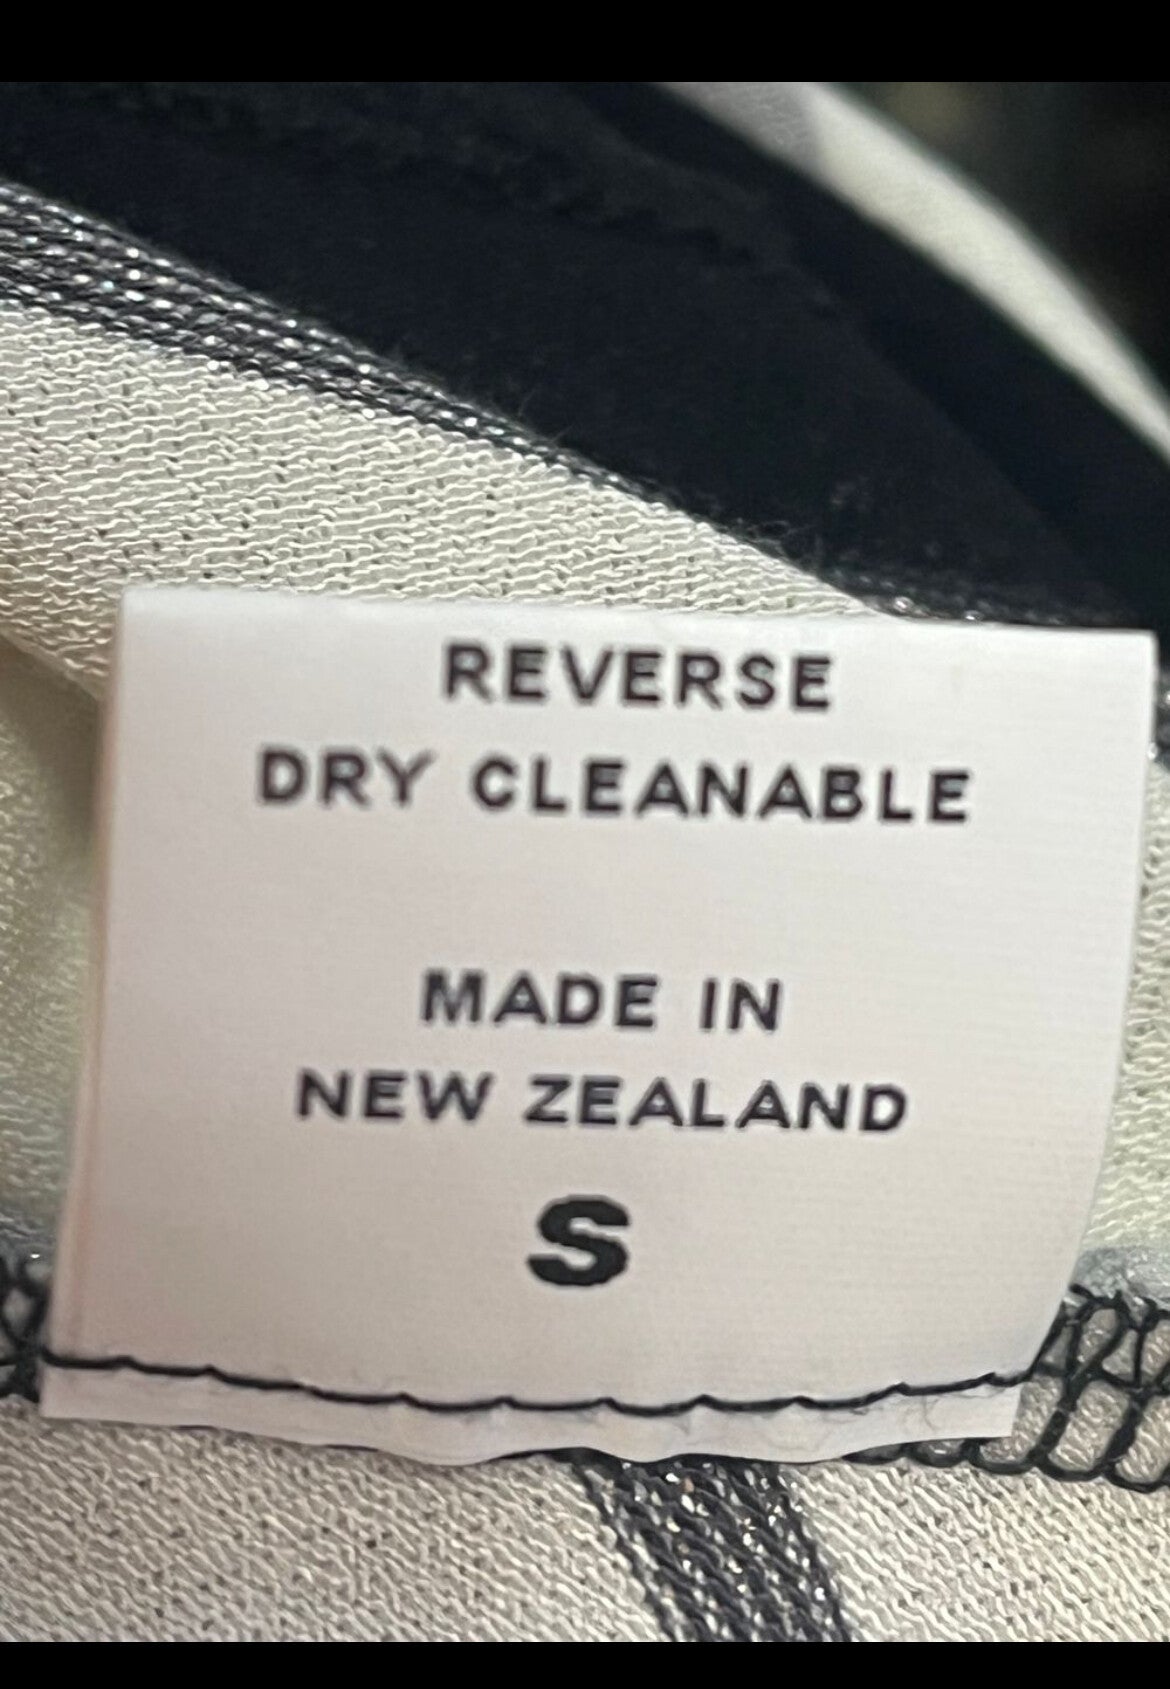 REVERSE
DRY CLEANABLE
MADE IN
NEW ZEALAND
S